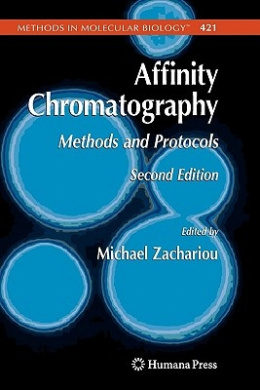 METHODS IN MOLECULAR BIOLOGY™ 421
Affinity
Chromatography
Methods and Protocols
Second Edition
Edited by
Michael Zachariou
Humana Press